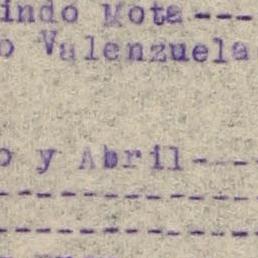 indo Mota---
o Valenzuela
o y Abril----
-----------
-----------